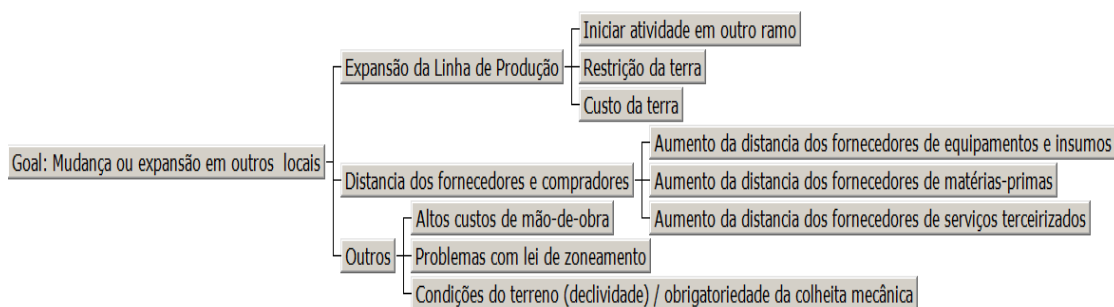 Goal: Mudança ou expansão em outros locais
Expansão da Linha de Produção
Iniciar atividade em outro ramo
Restrição da terra
Custo da terra
Distancia dos fornecedores e compradores
Aumento da distancia dos fornecedores de equipamentos e insumos
Aumento da distancia dos fornecedores de matérias-primas
Aumento da distancia dos fornecedores de serviços terceirizados
Outros
Altos custos de mão-de-obra
Problemas com lei de zoneamento
Condições do terreno (declividade) / obrigatoriedade da colheita mecânica